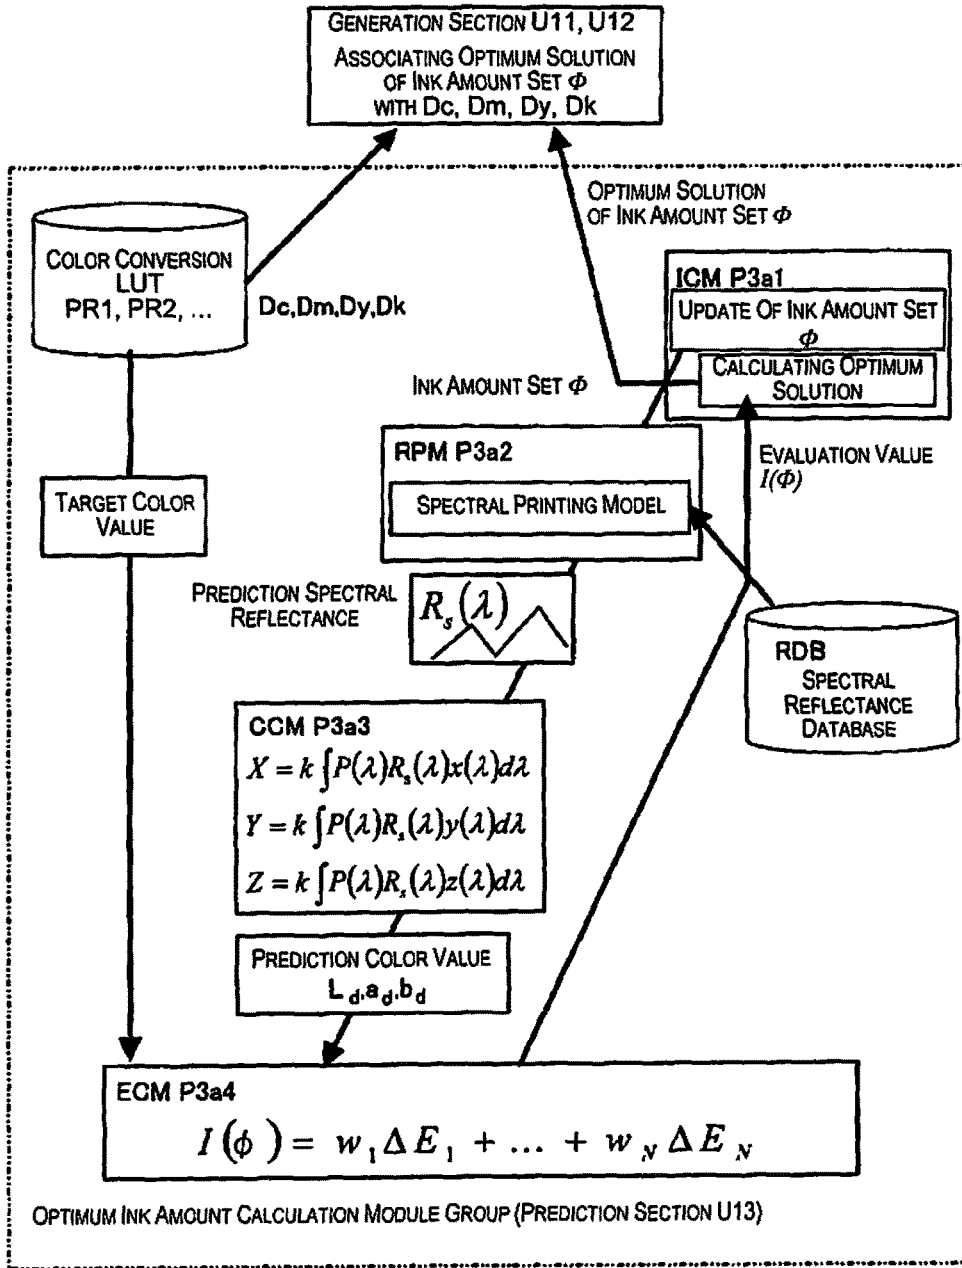 GENERATION SECTION U11, U12
ASSOCIATING OPTIMUM SOLUTION
OF INK AMOUNT SET Φ
WITH Dc, Dm, Dy, Dk
OPTIMUM SOLUTION
OF INK AMOUNT SET Φ
COLOR CONVERSION
LUT
PR1, PR2, ...
Dc,Dm,Dy,Dk
ICM P3a1
UPDATE OF INK AMOUNT SET
Φ
CALCULATING OPTIMUM
SOLUTION
INK AMOUNT SET Φ
RPM P3a2
SPECTRAL PRINTING MODEL
EVALUATION VALUE
I(Φ)
TARGET COLOR
VALUE
PREDICTION SPECTRAL
REFLECTANCE
R_s(λ)
RDB
SPECTRAL
REFLECTANCE
DATABASE
CCM P3a3
X = k ∫P(λ)R_s(λ)x(λ)dλ
Y = k ∫P(λ)R_s(λ)y(λ)dλ
Z = k ∫P(λ)R_s(λ)z(λ)dλ
PREDICTION COLOR VALUE
L_d,a_d,b_d
ECM P3a4
I(ϕ) = w_1 ΔE_1 + ... + w_N ΔE_N
OPTIMUM INK AMOUNT CALCULATION MODULE GROUP (PREDICTION SECTION U13)